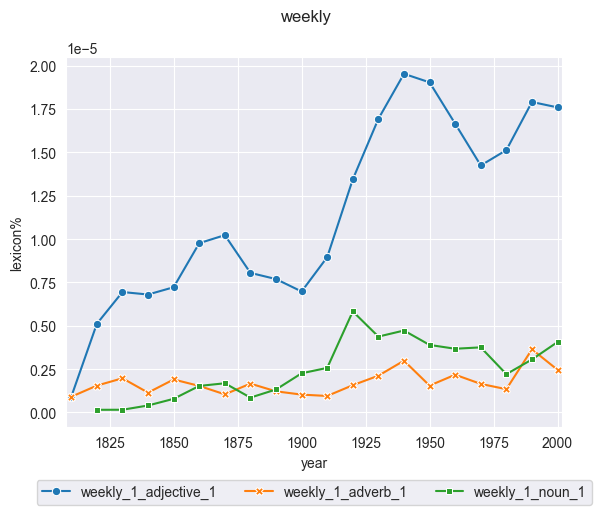 weekly
1e−5
2.00
1.75
1.50
1.25
1.00
0.75
0.50
0.25
0.00
lexicon%
1825 1850 1875 1900 1925 1950 1975 2000
year
weekly_1_adjective_1 weekly_1_adverb_1 weekly_1_noun_1